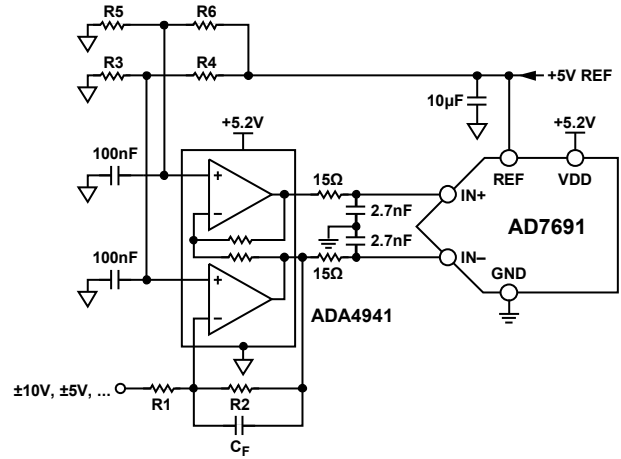 R5
R6
R3
R4
+5V REF
10µF
+5.2V
+5.2V
100nF
REF
VDD
15Ω
+
IN+
−
2.7nF
AD7691
2.7nF
IN−
100nF
15Ω
GND
+
−
ADA4941
±10V, ±5V, ...
R1
R2
CF